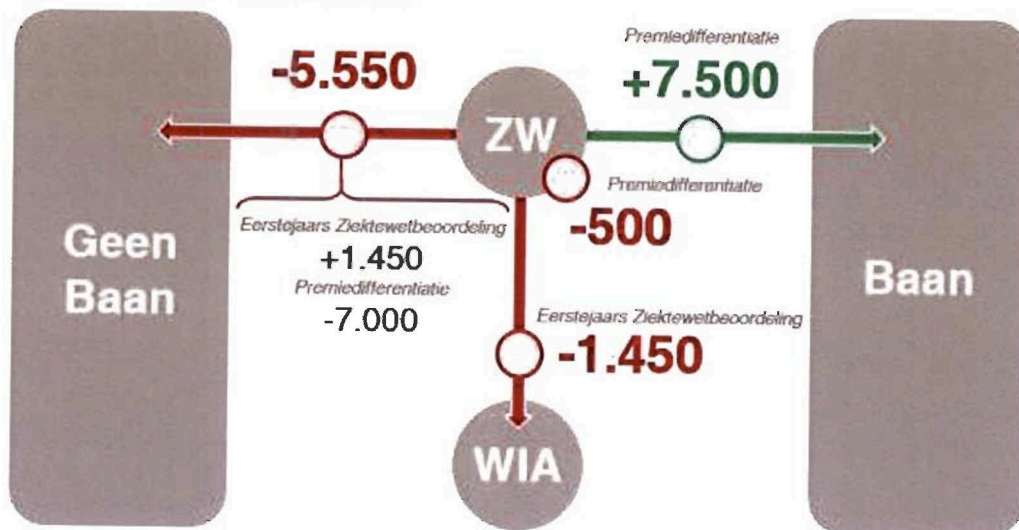 -5.550
Premiedifferentiatie
+7.500
ZW
Premiedifferentiatie
-500
Geen
Baan
Eerstejaars Ziektewetbeoordeling
+1.450
Premiedifferentiatie
-7.000
Baan
Eerstejaars Ziektewetbeoordeling
-1.450
WIA